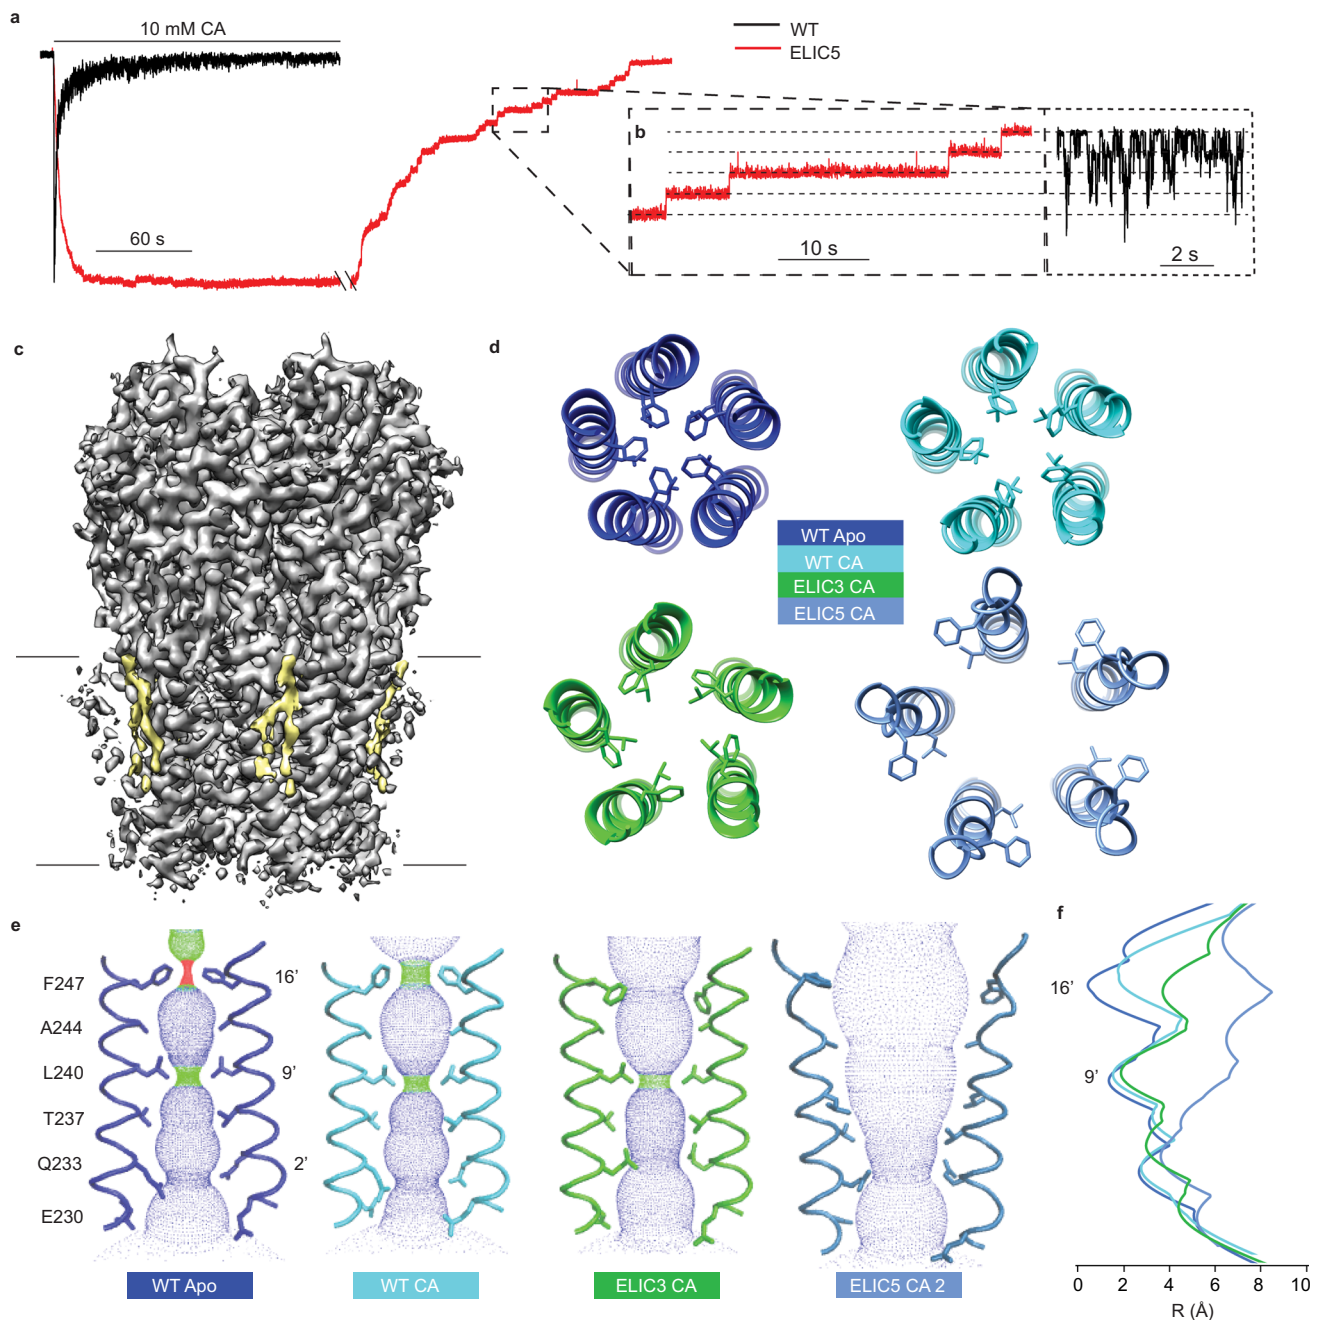 a
10 mM CA
WT
ELIC5
60 s
b
10 s
2 s
c
d
WT Apo
WT CA
ELIC3 CA
ELIC5 CA
e
f
F247
16'
A244
L240
9'
T237
Q233
2'
E230
WT Apo
WT CA
ELIC3 CA
ELIC5 CA 2
16'
9'
0 2 4 6 8 10
R (Å)